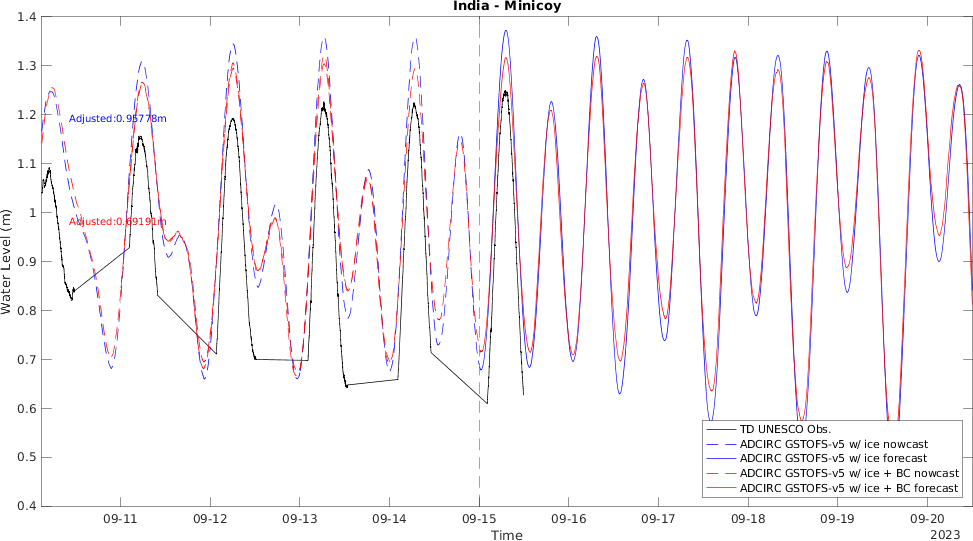 India - Minicoy
1.4
1.3
1.2
1.1
1
0.9
0.8
0.7
0.6
0.5
0.4
Water Level (m)
Adjusted:0.95778m
Adjusted:0.69191m
TD UNESCO Obs.
ADCIRC GSTOFS-v5 w/ ice nowcast
ADCIRC GSTOFS-v5 w/ ice forecast
ADCIRC GSTOFS-v5 w/ ice + BC nowcast
ADCIRC GSTOFS-v5 w/ ice + BC forecast
09-11 09-12 09-13 09-14 09-15 09-16 09-17 09-18 09-19 09-20
Time
2023